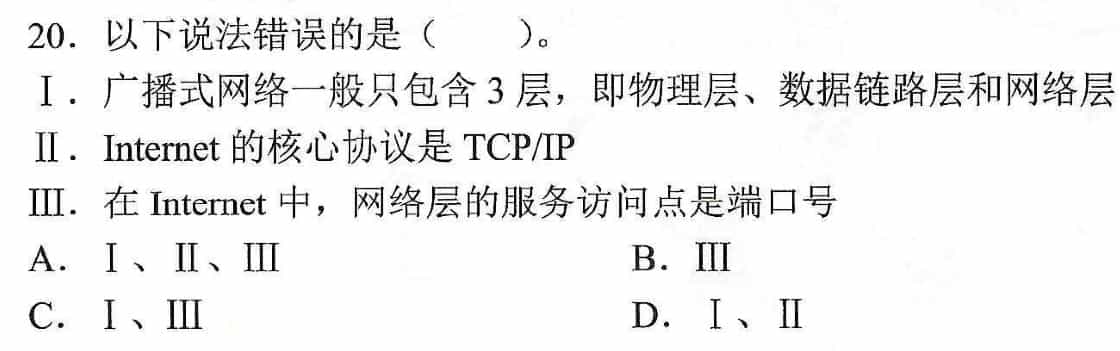 20．以下说法错误的是（　　）。
Ⅰ．广播式网络一般只包含 3 层，即物理层、数据链路层和网络层
Ⅱ．Internet 的核心协议是 TCP/IP
Ⅲ．在 Internet 中，网络层的服务访问点是端口号
A．Ⅰ、Ⅱ、Ⅲ　　B．Ⅲ
C．Ⅰ、Ⅲ　　D．Ⅰ、Ⅱ